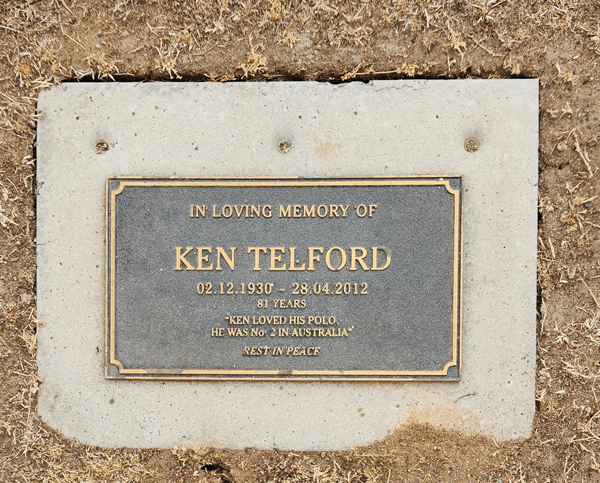 IN LOVING MEMORY OF
KEN TELFORD
02.12.1930 ~ 28.04.2012
81 YEARS
"KEN LOVED HIS POLO.
HE WAS No. 2 IN AUSTRALIA"
REST IN PEACE